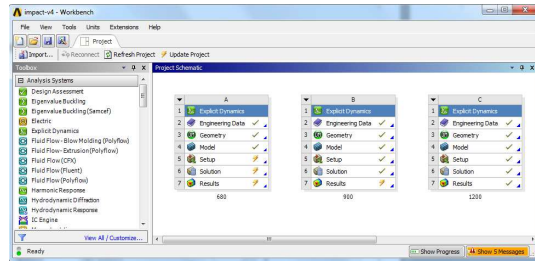 impact-v4 - Workbench
File View Tools Units Extensions Help
Project
Import... Reconnect Refresh Project Update Project
Toolbox
Project Schematic
Analysis Systems
Design Assessment
Eigenvalue Buckling
Eigenvalue Buckling (Samcef)
Electric
Explicit Dynamics
Fluid Flow - Blow Molding (Polyflow)
Fluid Flow - Extrusion (Polyflow)
Fluid Flow (CFX)
Fluid Flow (Fluent)
Fluid Flow (Polyflow)
Harmonic Response
Hydrodynamic Diffraction
Hydrodynamic Response
IC Engine
View All / Customize...
A
1 Explicit Dynamics
2 Engineering Data
3 Geometry
4 Model
5 Setup
6 Solution
7 Results
680
B
1 Explicit Dynamics
2 Engineering Data
3 Geometry
4 Model
5 Setup
6 Solution
7 Results
900
C
1 Explicit Dynamics
2 Engineering Data
3 Geometry
4 Model
5 Setup
6 Solution
7 Results
1200
Ready
Show Progress
Show 5 Messages